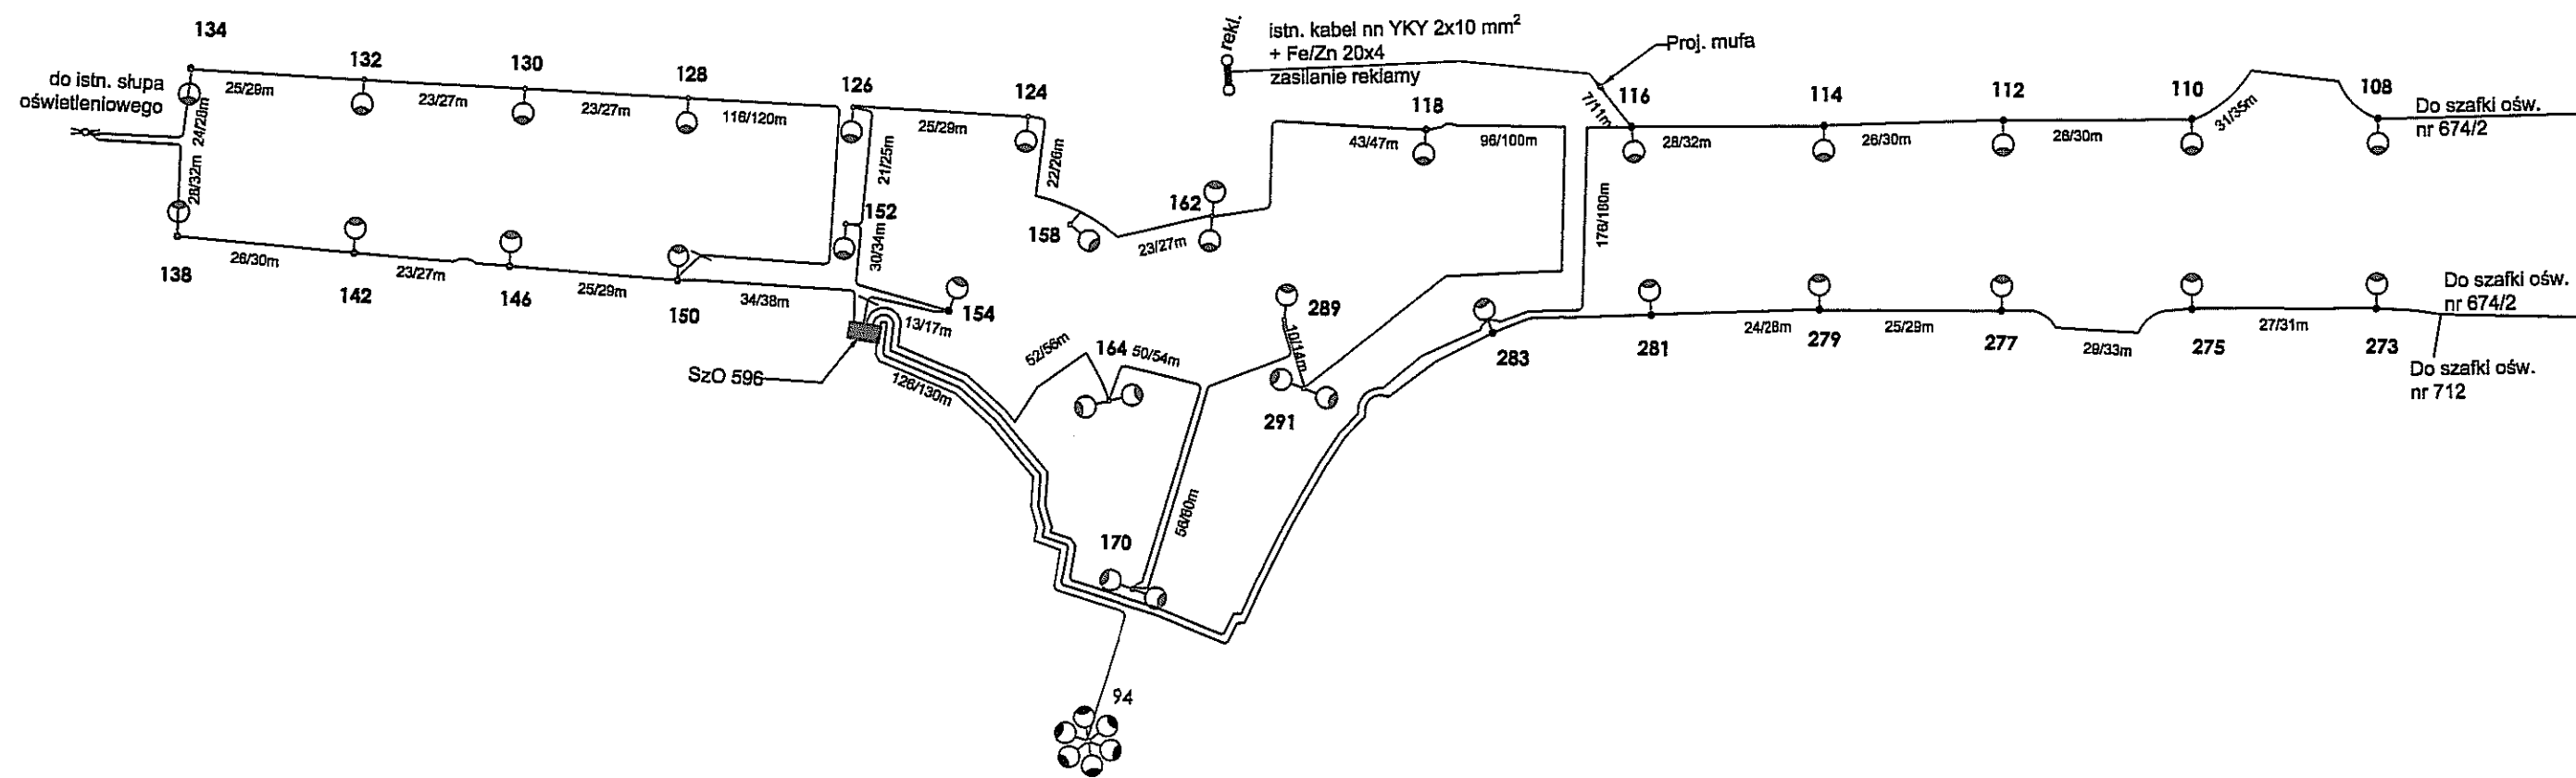 134
132
130
128
126
124
rekl.
istn. kabel nn YKY 2x10 mm²
+ Fe/Zn 20x4
zasilanie reklamy
Proj. mufa
118
116
114
112
110
108
do istn. słupa
oświetleniowego
Do szafki ośw.
nr 674/2
25/29m
23/27m
23/27m
116/120m
25/29m
43/47m
96/100m
7/11m
28/32m
26/30m
26/30m
31/35m
24/28m
28/32m
21/25m
22/26m
176/180m
152
30/34m
158
162
23/27m
138
26/30m
142
23/27m
146
25/29m
150
34/38m
13/17m
154
SzO 596
126/130m
52/56m
164
50/54m
289
10/14m
291
283
281
24/28m
279
25/29m
277
29/33m
275
27/31m
273
Do szafki ośw.
nr 674/2
Do szafki ośw.
nr 712
170
56/60m
94